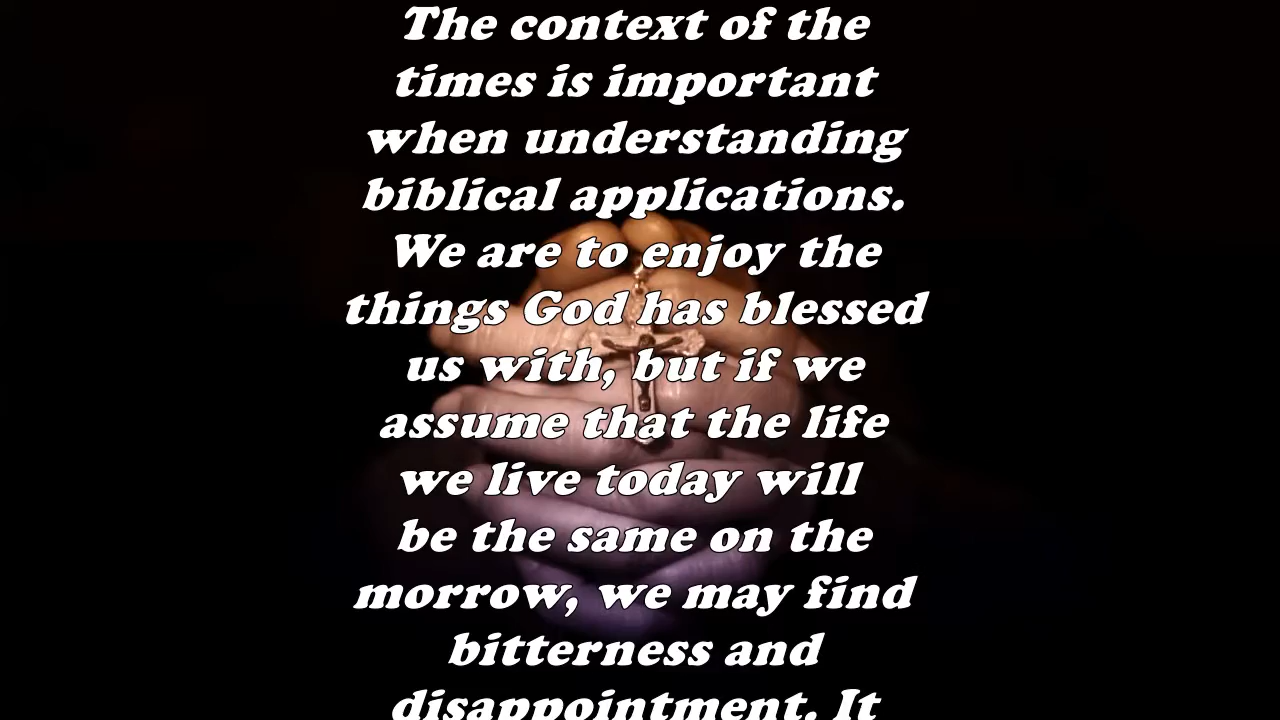 The context of the
times is important
when understanding
biblical applications.
We are to enjoy the
things God has blessed
us with, but if we
assume that the life
we live today will
be the same on the
morrow, we may find
bitterness and
disappointment. It